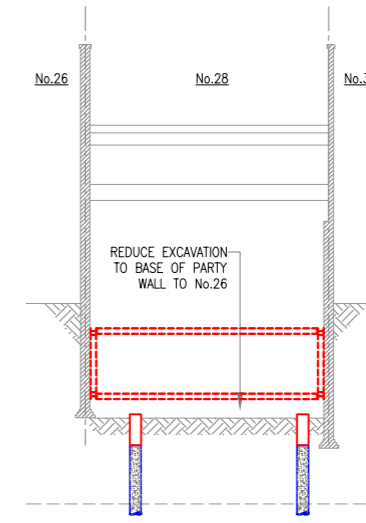 No.26
No.28
REDUCE EXCAVATION
TO BASE OF PARTY
WALL TO No.26